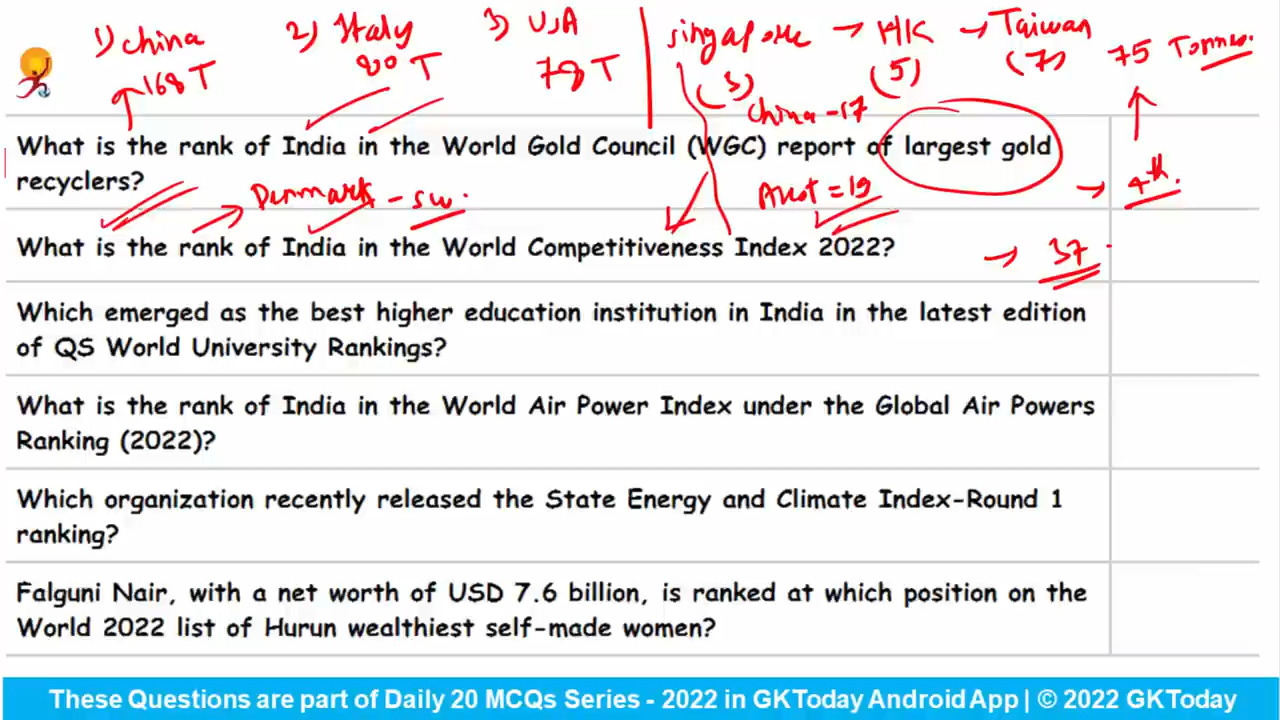 1) China 2) Italy 3) USA Singapore → HK → Taiwan
168 T 80 T 78 T (3) (5) (7) 75 Tonnes.
China - 17
What is the rank of India in the World Gold Council (WGC) report of largest gold
recyclers?
→ 4th.
Denmark - sw. = 19
What is the rank of India in the World Competitiveness Index 2022?
→ 37
Which emerged as the best higher education institution in India in the latest edition
of QS World University Rankings?
What is the rank of India in the World Air Power Index under the Global Air Powers
Ranking (2022)?
Which organization recently released the State Energy and Climate Index-Round 1
ranking?
Falguni Nair, with a net worth of USD 7.6 billion, is ranked at which position on the
World 2022 list of Hurun wealthiest self-made women?
These Questions are part of Daily 20 MCQs Series - 2022 in GKToday Android App | © 2022 GKToday